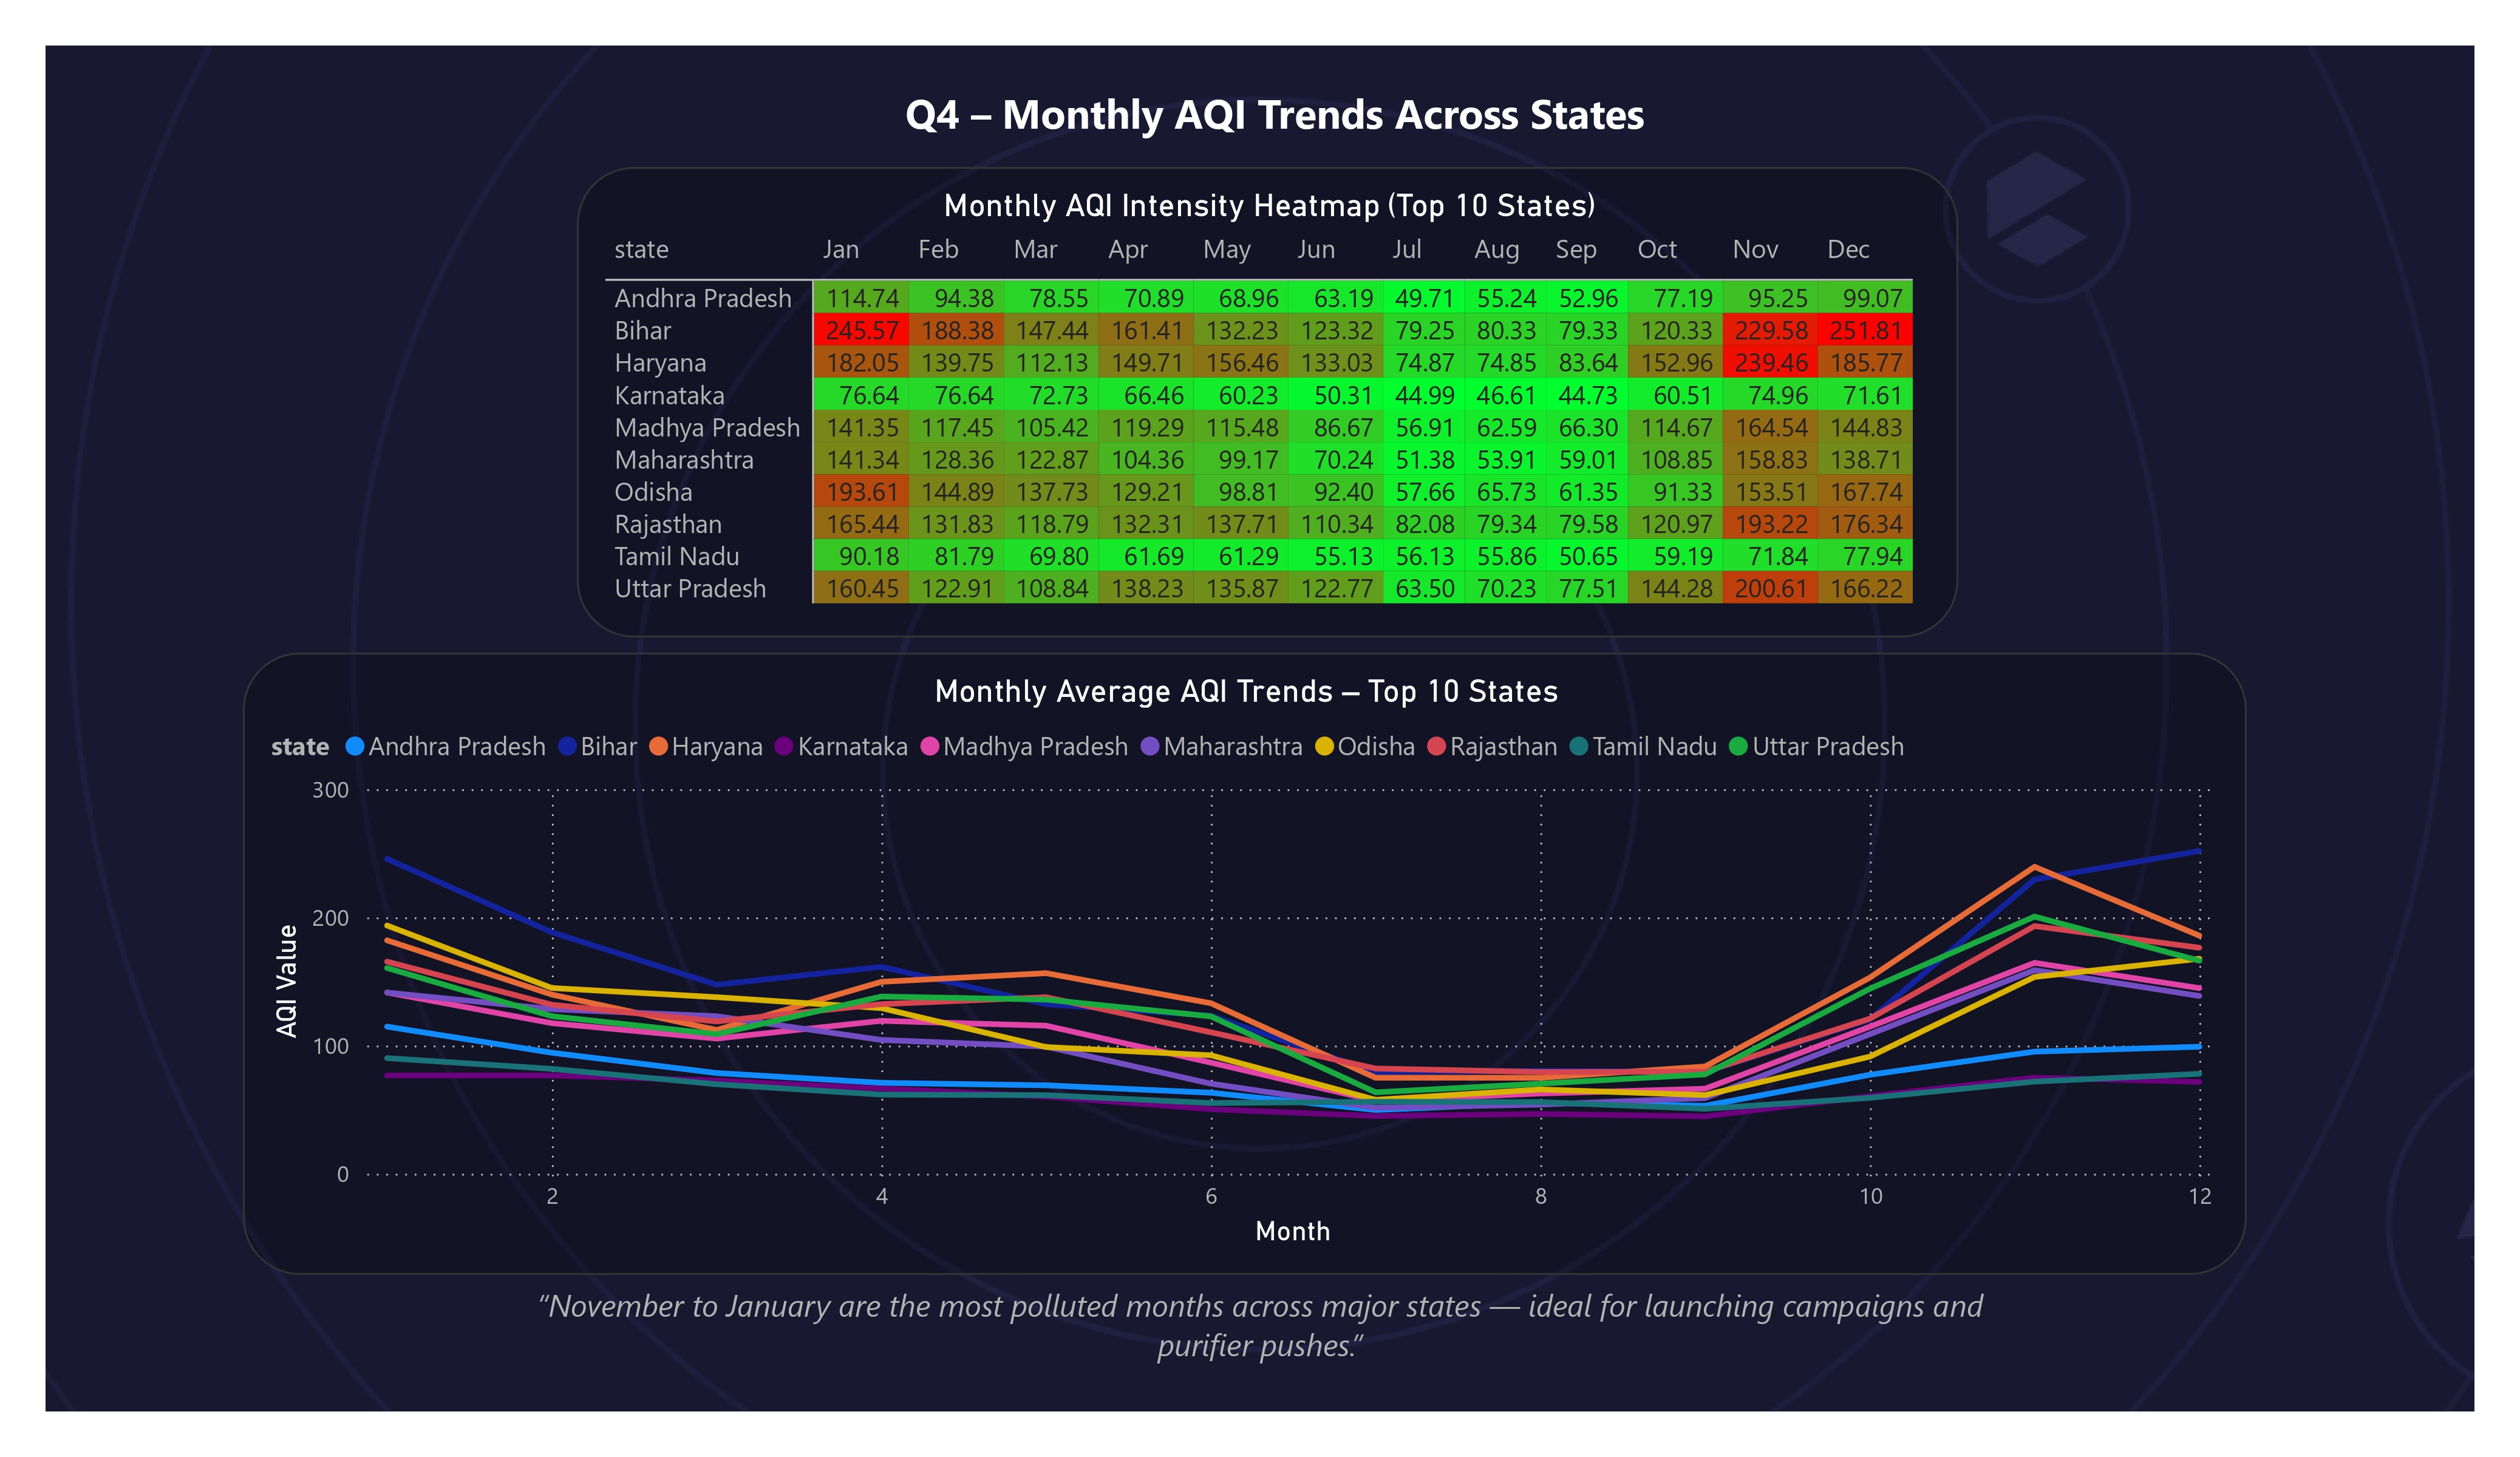 Q4 – Monthly AQI Trends Across States
Monthly AQI Intensity Heatmap (Top 10 States)
state Jan Feb Mar Apr May Jun Jul Aug Sep Oct Nov Dec
Andhra Pradesh 114.74 94.38 78.55 70.89 68.96 63.19 49.71 55.24 52.96 77.19 95.25 99.07
Bihar 245.57 188.38 147.44 161.41 132.23 123.32 79.25 80.33 79.33 120.33 229.58 251.81
Haryana 182.05 139.75 112.13 149.71 156.46 133.03 74.87 74.85 83.64 152.96 239.46 185.77
Karnataka 76.64 76.64 72.73 66.46 60.23 50.31 44.99 46.61 44.73 60.51 74.96 71.61
Madhya Pradesh 141.35 117.45 105.42 119.29 115.48 86.67 56.91 62.59 66.30 114.67 164.54 144.83
Maharashtra 141.34 128.36 122.87 104.36 99.17 70.24 51.38 53.91 59.01 108.85 158.83 138.71
Odisha 193.61 144.89 137.73 129.21 98.81 92.40 57.66 65.73 61.35 91.33 153.51 167.74
Rajasthan 165.44 131.83 118.79 132.31 137.71 110.34 82.08 79.34 79.58 120.97 193.22 176.34
Tamil Nadu 90.18 81.79 69.80 61.69 61.29 55.13 56.13 55.86 50.65 59.19 71.84 77.94
Uttar Pradesh 160.45 122.91 108.84 138.23 135.87 122.77 63.50 70.23 77.51 144.28 200.61 166.22
Monthly Average AQI Trends – Top 10 States
state Andhra Pradesh Bihar Haryana Karnataka Madhya Pradesh Maharashtra Odisha Rajasthan Tamil Nadu Uttar Pradesh
300
200
100
0
AQI Value
2 4 6 8 10 12
Month
“November to January are the most polluted months across major states — ideal for launching campaigns and
purifier pushes.”